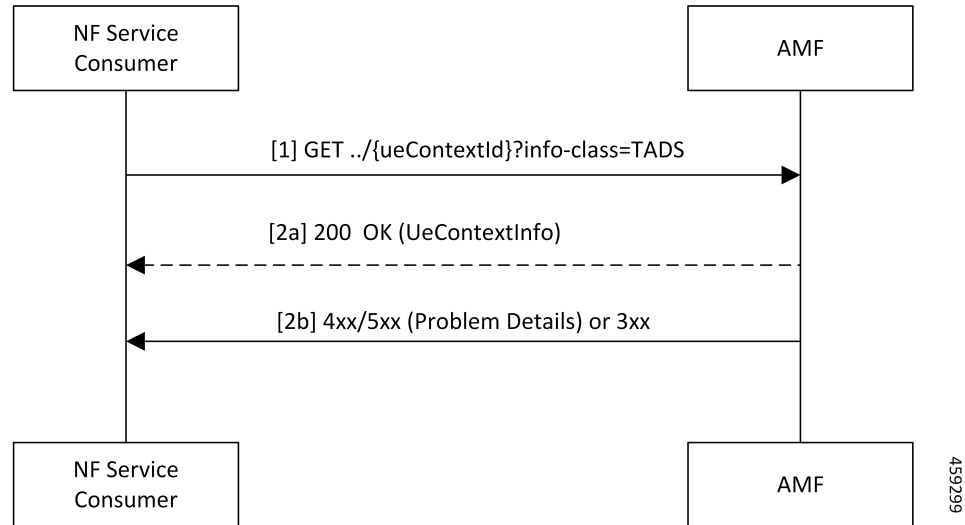 NF Service
Consumer
AMF
[1] GET ../{ueContextId}?info-class=TADS
[2a] 200  OK (UeContextInfo)
[2b] 4xx/5xx (Problem Details) or 3xx
NF Service
Consumer
AMF
459299